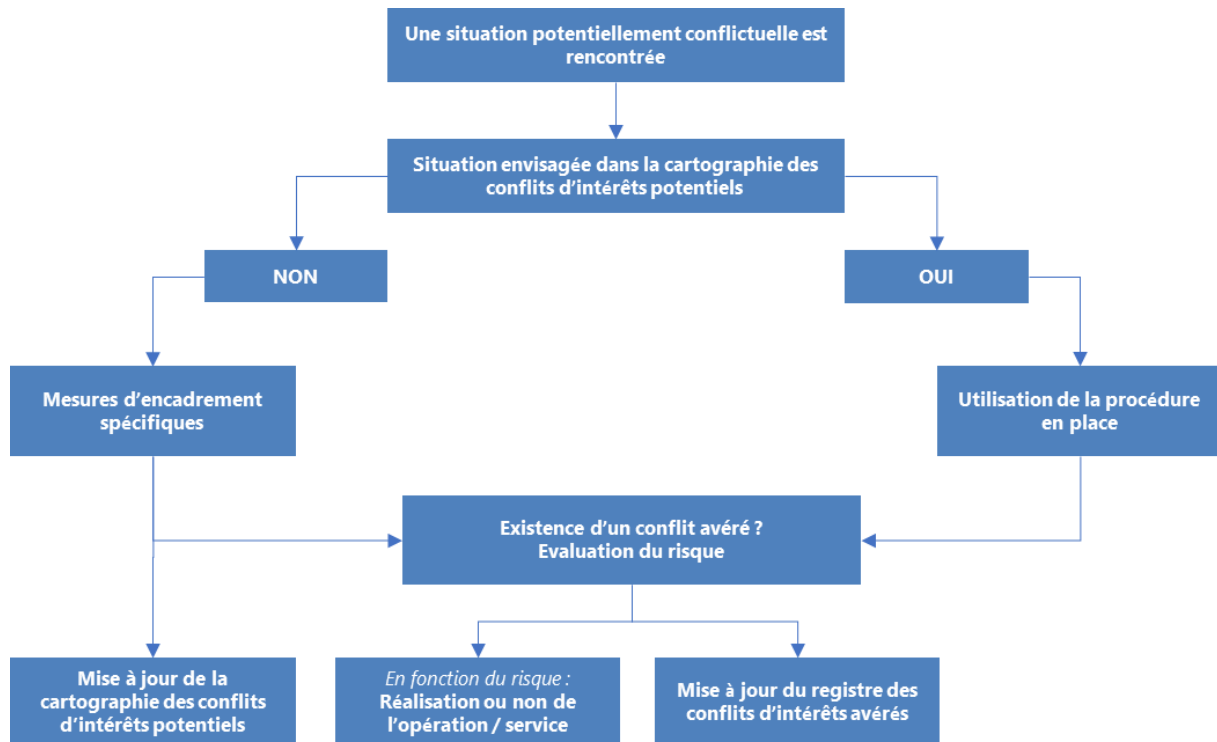 Une situation potentiellement conflictuelle est
rencontrée
Situation envisagée dans la cartographie des
conflits d’intérêts potentiels
NON
OUI
Mesures d’encadrement
spécifiques
Utilisation de la procédure
en place
Existence d’un conflit avéré ?
Evaluation du risque
Mise à jour de la
cartographie des conflits
d’intérêts potentiels
En fonction du risque :
Réalisation ou non de
l’opération / service
Mise à jour du registre des
conflits d’intérêts avérés